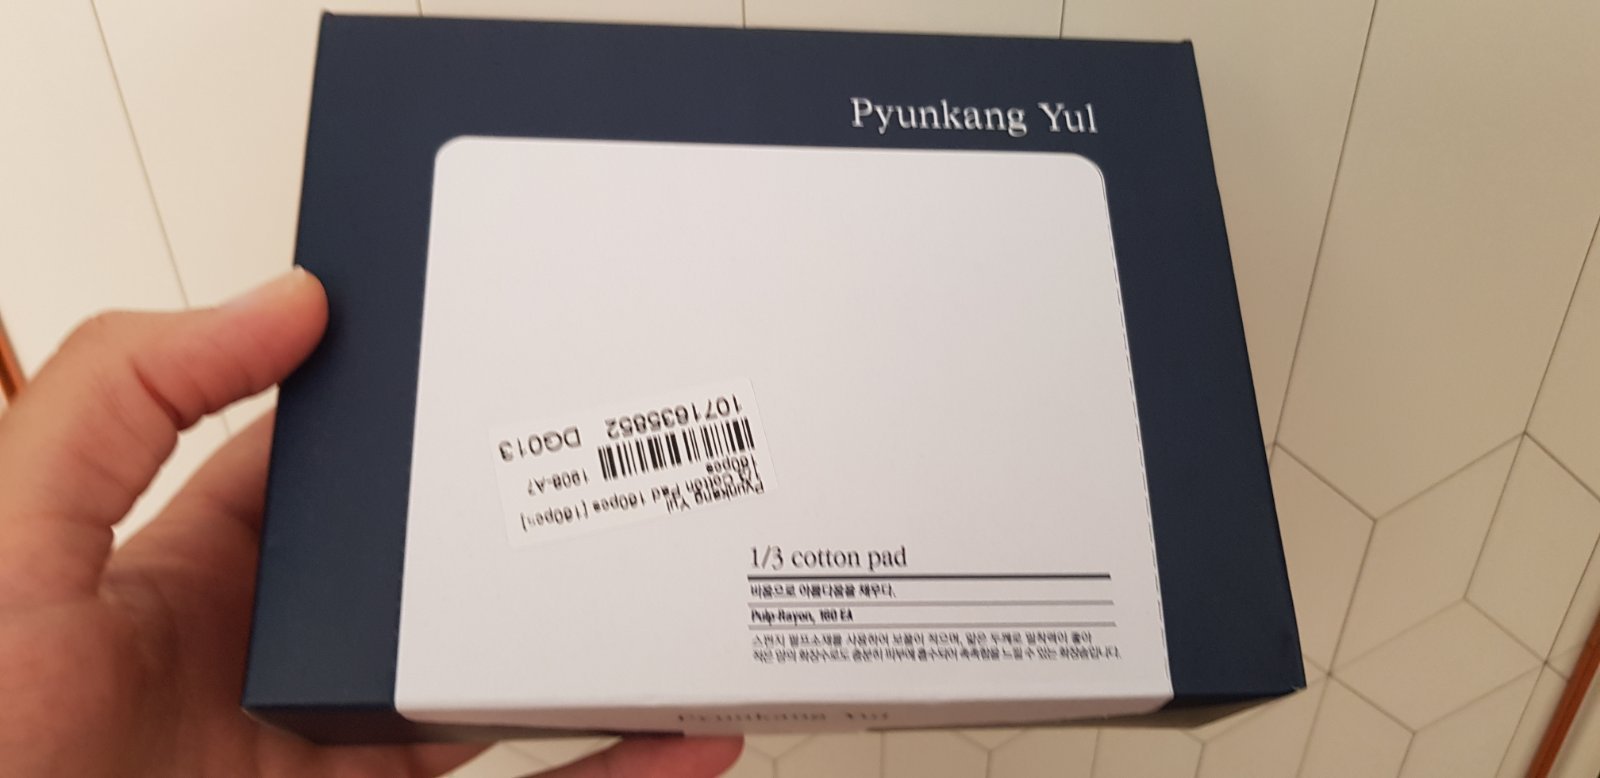 Pyunkang Yul
1071635852
DG013
1908-A7
Pyunkang Yul
1/3 Cotton Pad 160pcs [160pcs]
160pcs
1/3 cotton pad
비움으로 아름다움을 채우다.
Pulp Rayon, 160 EA
스펀지 펄프소재를 사용하여 보풀이 적으며, 얇은 두께로 밀착력이 좋아
적은 양의 화장수로도 충분히 피부에 흡수되어 촉촉함을 느낄 수 있는 화장솜입니다.
Pyunkang Yul